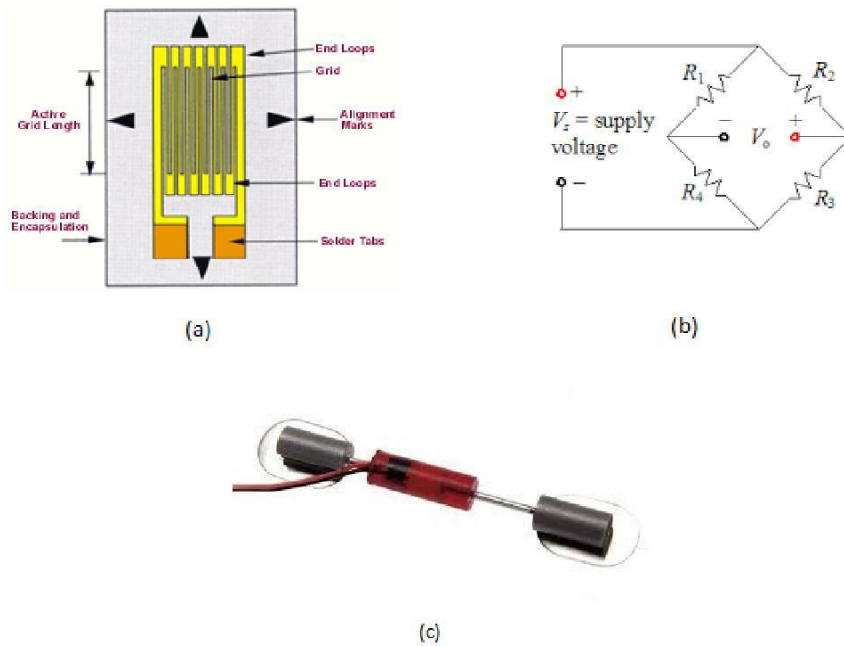 End Loops
Grid
Active
Grid Length
Alignment
Marks
End Loops
Backing and
Encapsulation
Solder Tabs
(a)
R1
R2
+
− +
Vs = supply
voltage
Vo
−
R4
R3
(b)
(c)